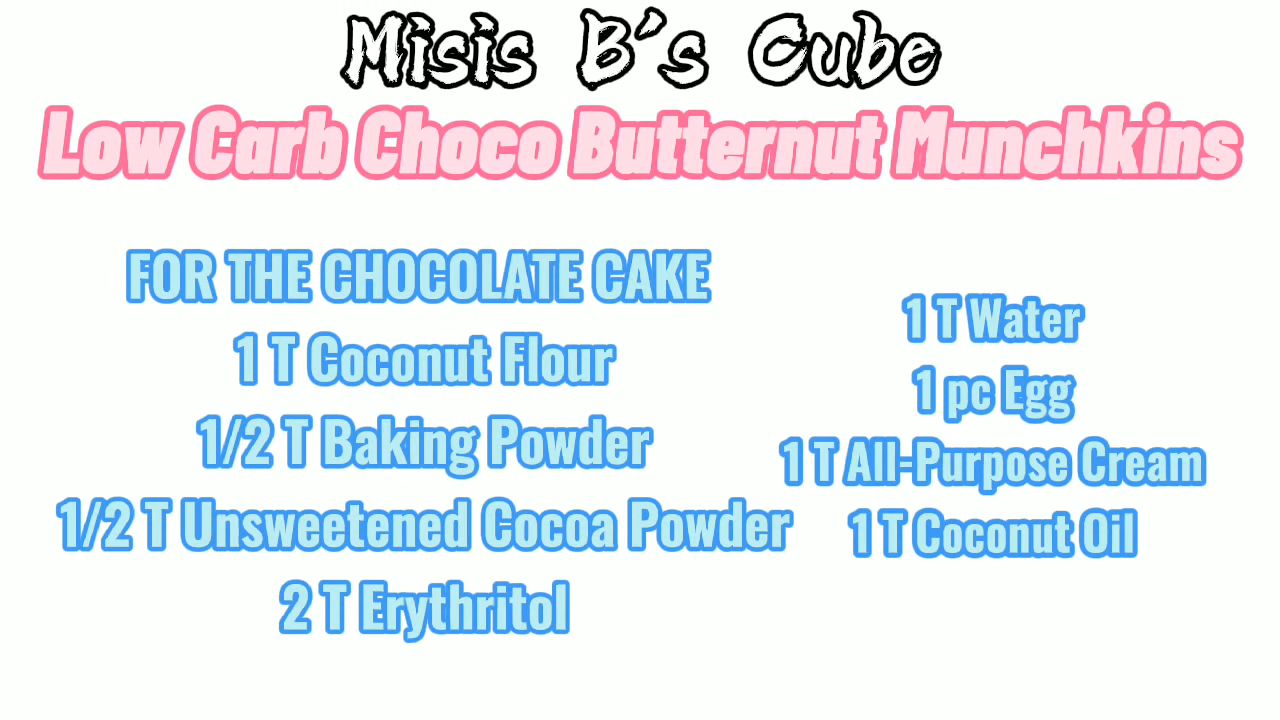 Misis B's Cube
Low Carb Choco Butternut Munchkins
FOR THE CHOCOLATE CAKE
1 T Coconut Flour
1/2 T Baking Powder
1/2 T Unsweetened Cocoa Powder
2 T Erythritol
1 T Water
1 pc Egg
1 T All-Purpose Cream
1 T Coconut Oil